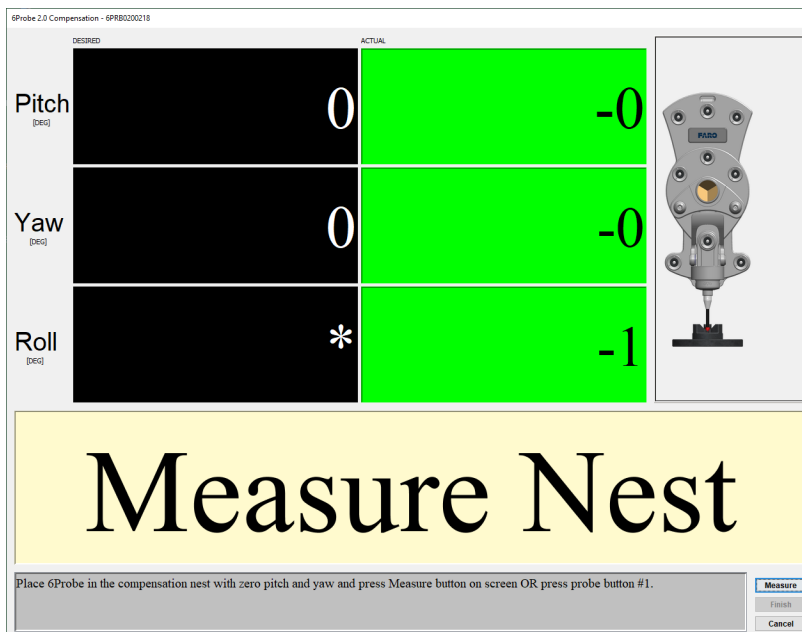 6Probe 2.0 Compensation - 6PRB0200218
DESIRED
ACTUAL
Pitch
[DEG]
0
-0
Yaw
[DEG]
0
-0
Roll
[DEG]
*
-1
FARO
Measure Nest
Place 6Probe in the compensation nest with zero pitch and yaw and press Measure button on screen OR press probe button #1.
Measure
Finish
Cancel